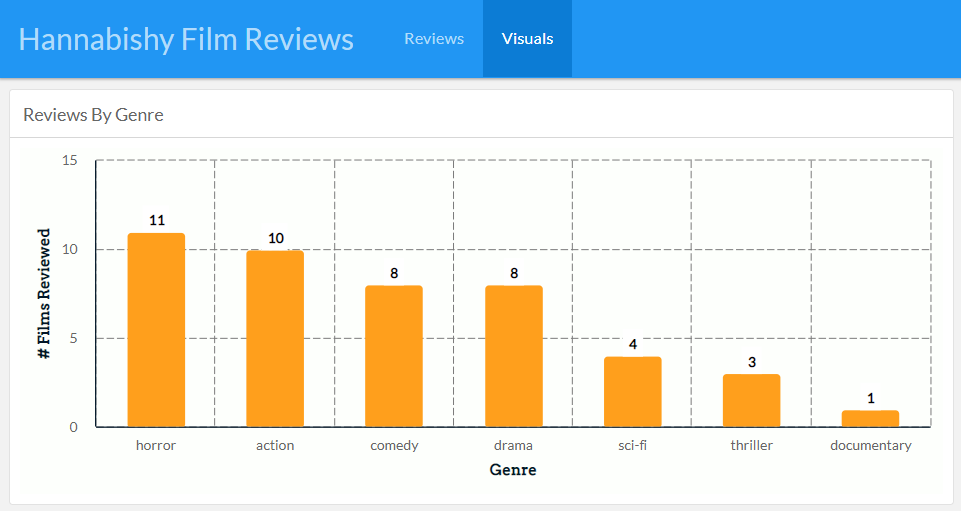 Hannabishy Film Reviews Reviews Visuals
Reviews By Genre
15
10
5
0
# Films Reviewed
11
10
8
8
4
3
1
horror action comedy drama sci-fi thriller documentary
Genre